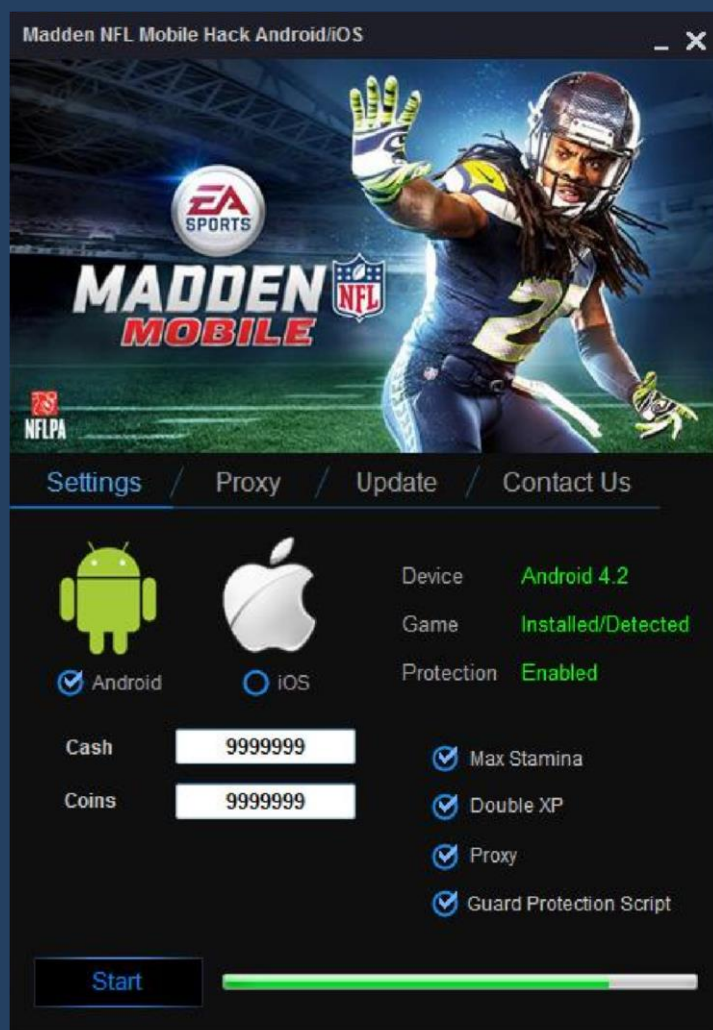 Madden NFL Mobile Hack Android/iOS
EA
SPORTS
MADDEN NFL
MOBILE
NFLPA
25
Settings / Proxy / Update / Contact Us
Device Android 4.2
Game Installed/Detected
Protection Enabled
Android iOS
Cash 9999999
Coins 9999999
Max Stamina
Double XP
Proxy
Guard Protection Script
Start